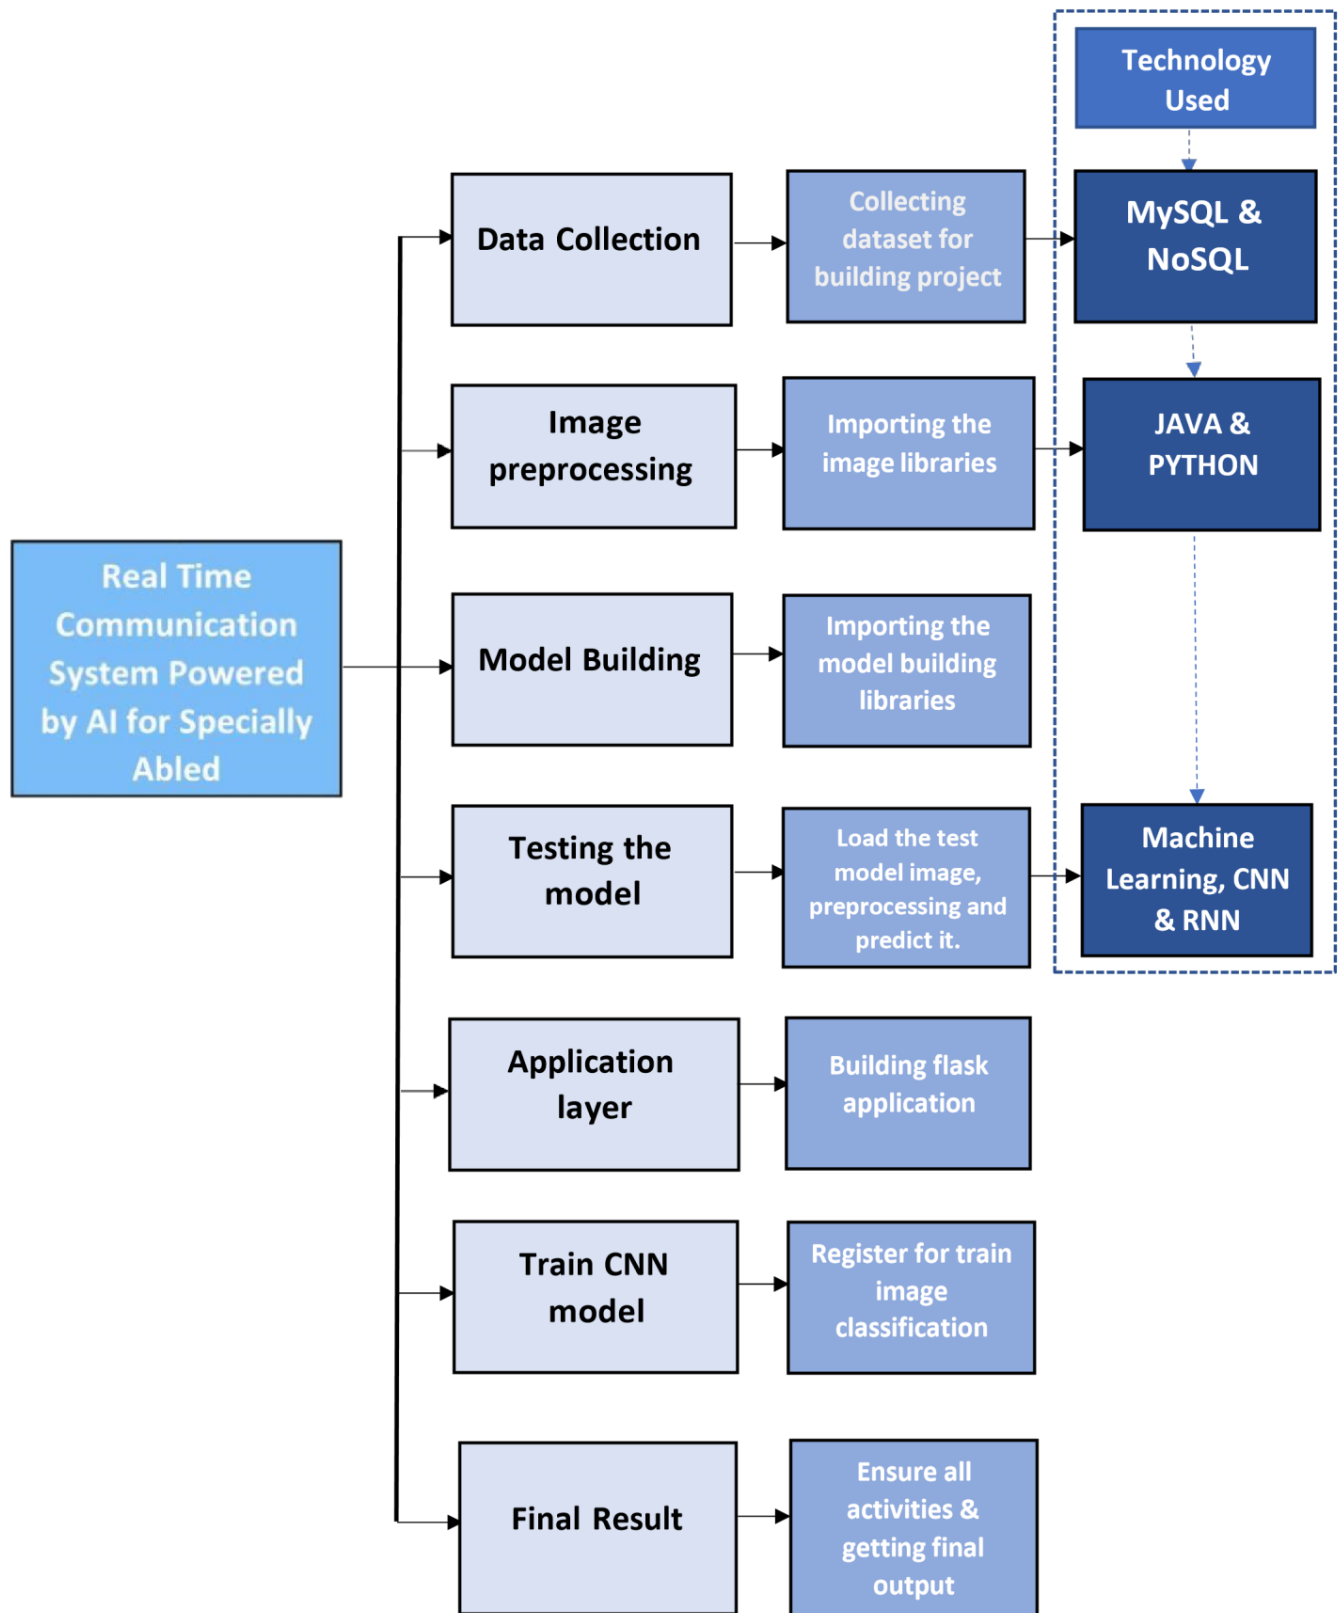 Technology
Used
Data Collection
Collecting
dataset for
building project
MySQL &
NoSQL
Image
preprocessing
Importing the
image libraries
JAVA &
PYTHON
Real Time
Communication
System Powered
by AI for Specially
Abled
Model Building
Importing the
model building
libraries
Testing the
model
Load the test
model image,
preprocessing and
predict it.
Machine
Learning, CNN
& RNN
Application
layer
Building flask
application
Train CNN
model
Register for train
image
classification
Final Result
Ensure all
activities &
getting final
output